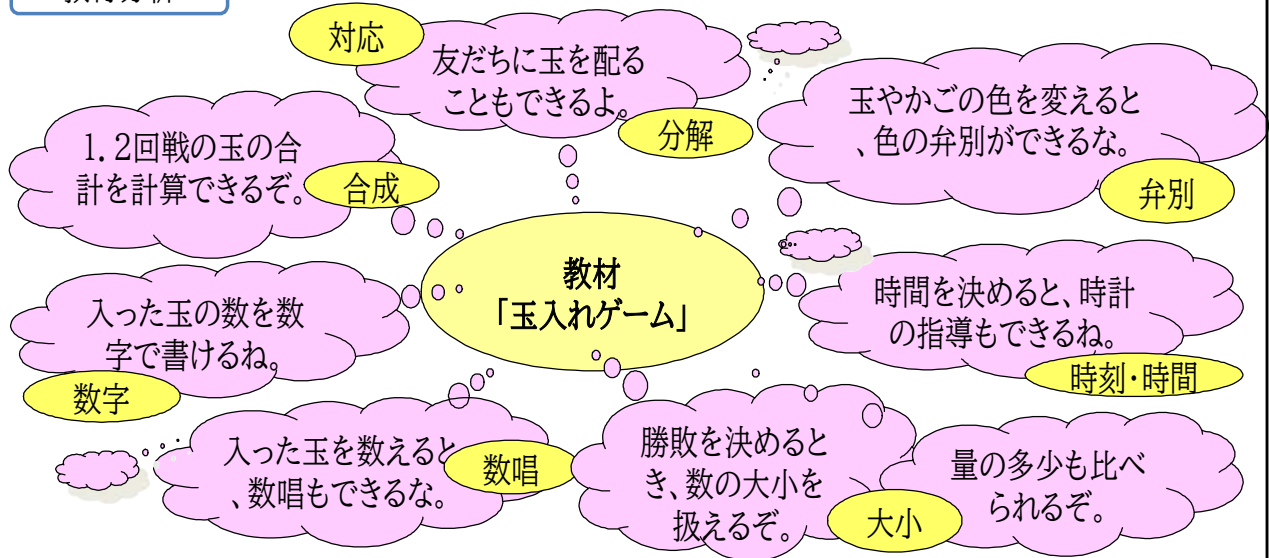 対応
友だちに玉を配る
こともできるよ。
分解
玉やかごの色を変えると
、色の弁別ができるな。
弁別
1.2回戦の玉の合
計を計算できるぞ。
合成
教材
「玉入れゲーム」
時間を決めると、時計
の指導もできるね。
時刻・時間
入った玉の数を数
字で書けるね。
数字
入った玉を数えると
、数唱もできるな。
数唱
勝敗を決めると
き、数の大小を
扱えるぞ。
大小
量の多少も比べ
られるぞ。